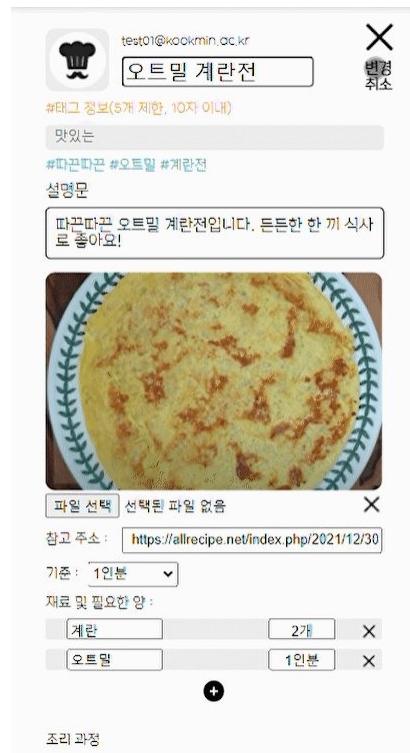 test01@kookmin.ac.kr
오트밀 계란전
변경
취소
#태그 정보(5개 제한, 10자 이내)
맛있는
#따끈따끈 #오트밀 #계란전
설명문
따끈따끈 오트밀 계란전입니다. 든든한 한 끼 식사
로 좋아요!
파일 선택 선택된 파일 없음
참고 주소 : https://allrecipe.net/index.php/2021/12/30
기준 : 1인분
재료 및 필요한 양 :
계란 2개
오트밀 1인분
조리 과정